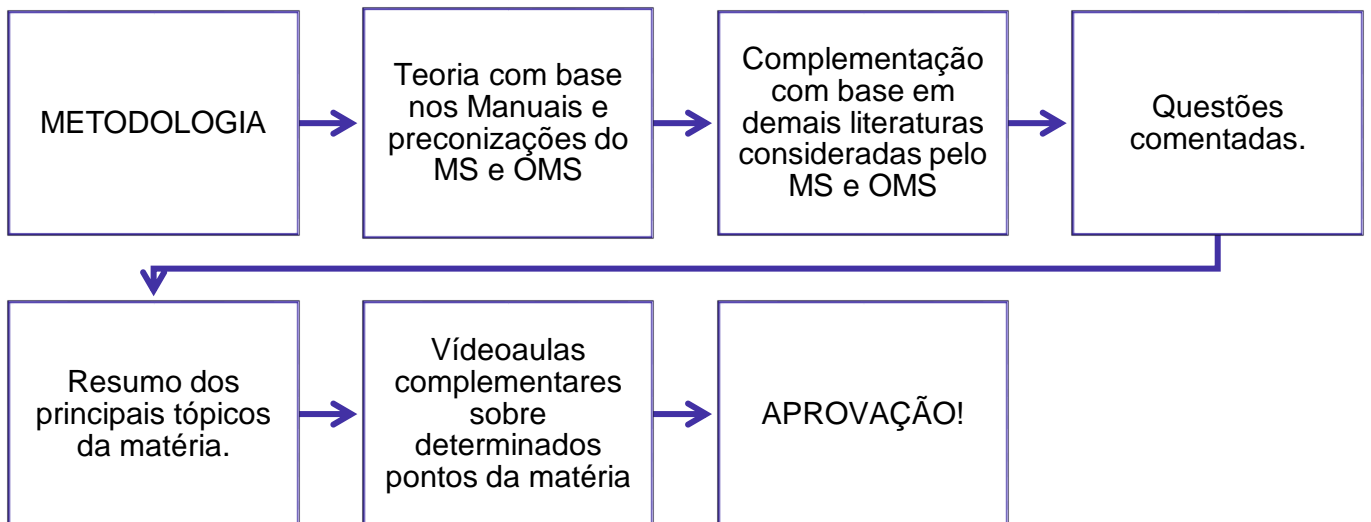 METODOLOGIA
Teoria com base
nos Manuais e
preconizações do
MS e OMS
Complementação
com base em
demais literaturas
consideradas pelo
MS e OMS
Questões
comentadas.
Resumo dos
principais tópicos
da matéria.
Vídeoaulas
complementares
sobre
determinados
pontos da matéria
APROVAÇÃO!